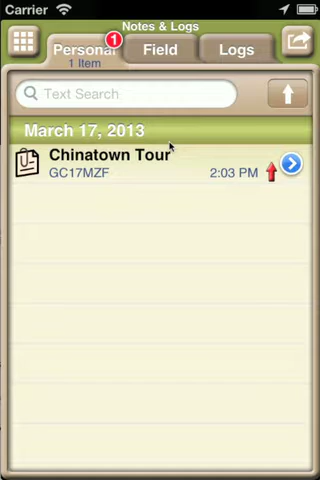 Carrier
Notes & Logs
Personal 1 Field Logs
1 Item
Text Search
March 17, 2013
Chinatown Tour
GC17MZF 2:03 PM